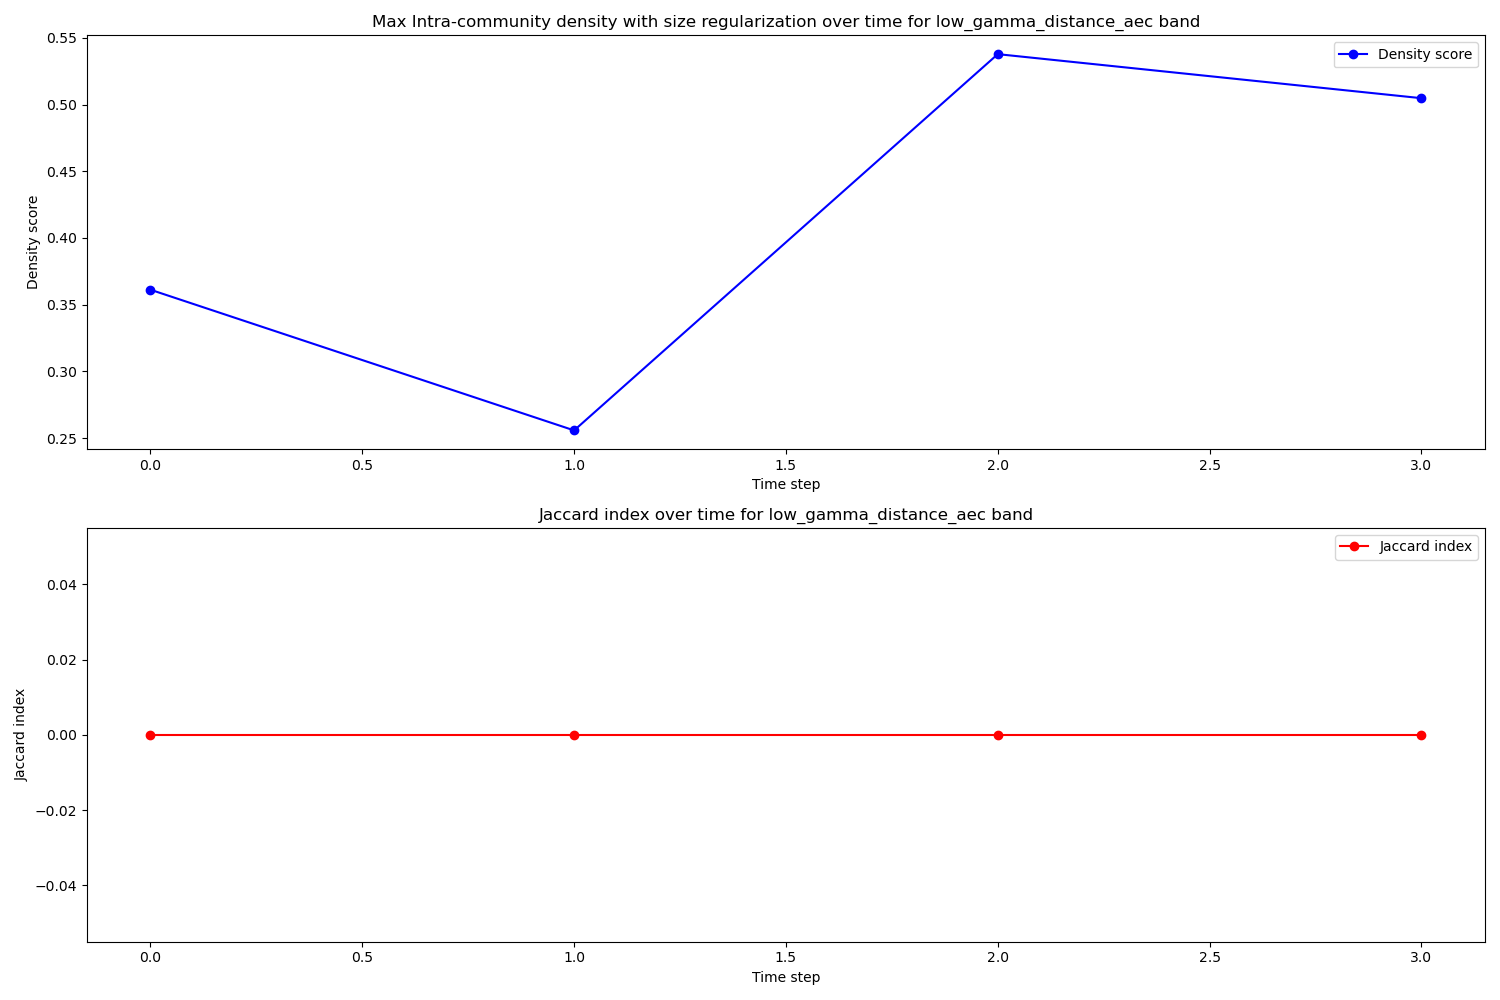 Max Intra-community density with size regularization over time for low_gamma_distance_aec band
0.55
0.50
0.45
0.40
0.35
0.30
0.25
Density score
Density score
0.0 0.5 1.0 1.5 2.0 2.5 3.0
Time step
Jaccard index over time for low_gamma_distance_aec band
0.04
0.02
0.00
−0.02
−0.04
Jaccard index
Jaccard index
0.0 0.5 1.0 1.5 2.0 2.5 3.0
Time step